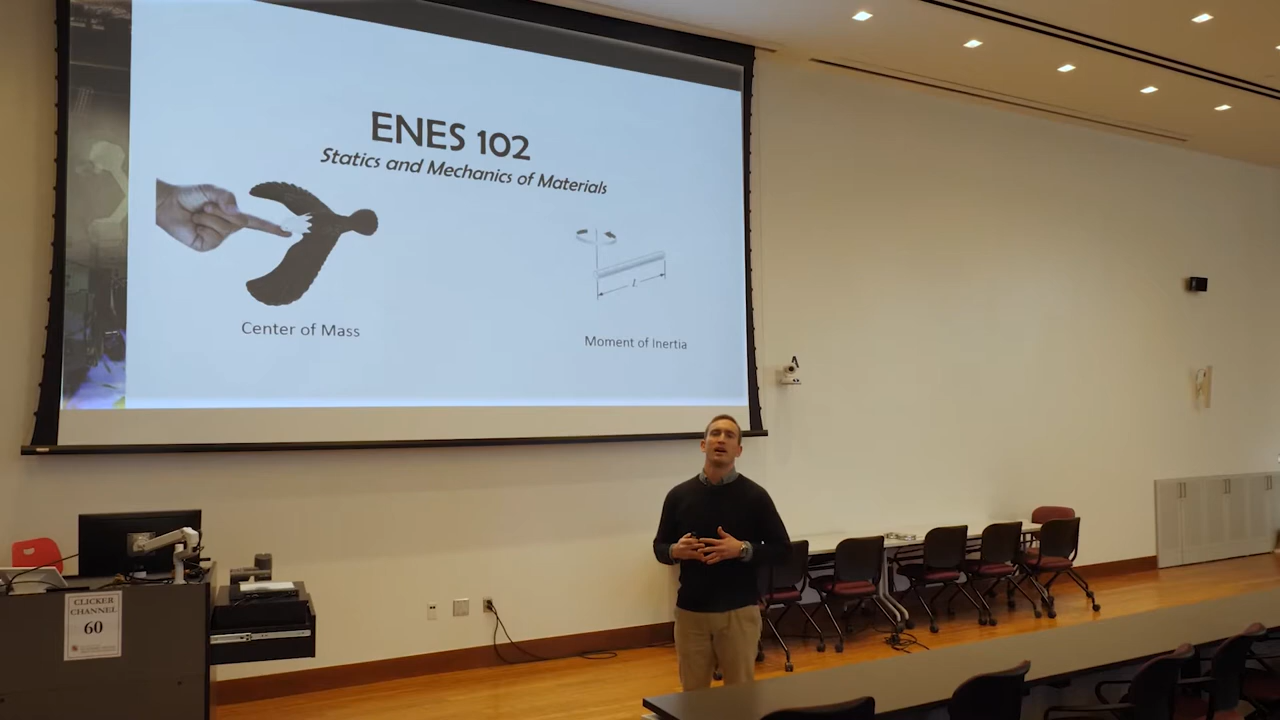 ENES 102
Statics and Mechanics of Materials
L
Center of Mass
Moment of Inertia
CLICKER
CHANNEL
60